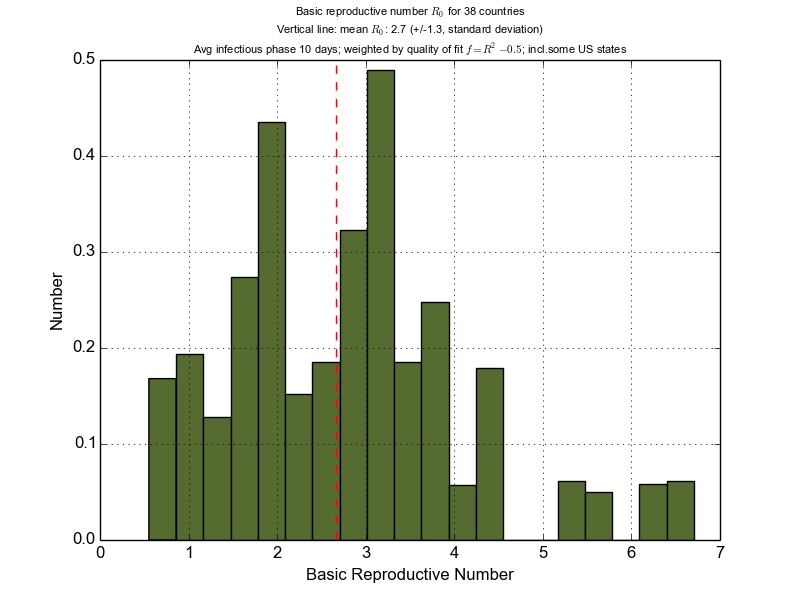 Basic reproductive number R₀ for 38 countries
Vertical line: mean R₀: 2.7 (+/-1.3, standard deviation)
Avg infectious phase 10 days; weighted by quality of fit f=R² −0.5; incl.some US states
0.5
0.4
0.3
0.2
0.1
0.0
Number
0 1 2 3 4 5 6 7
Basic Reproductive Number